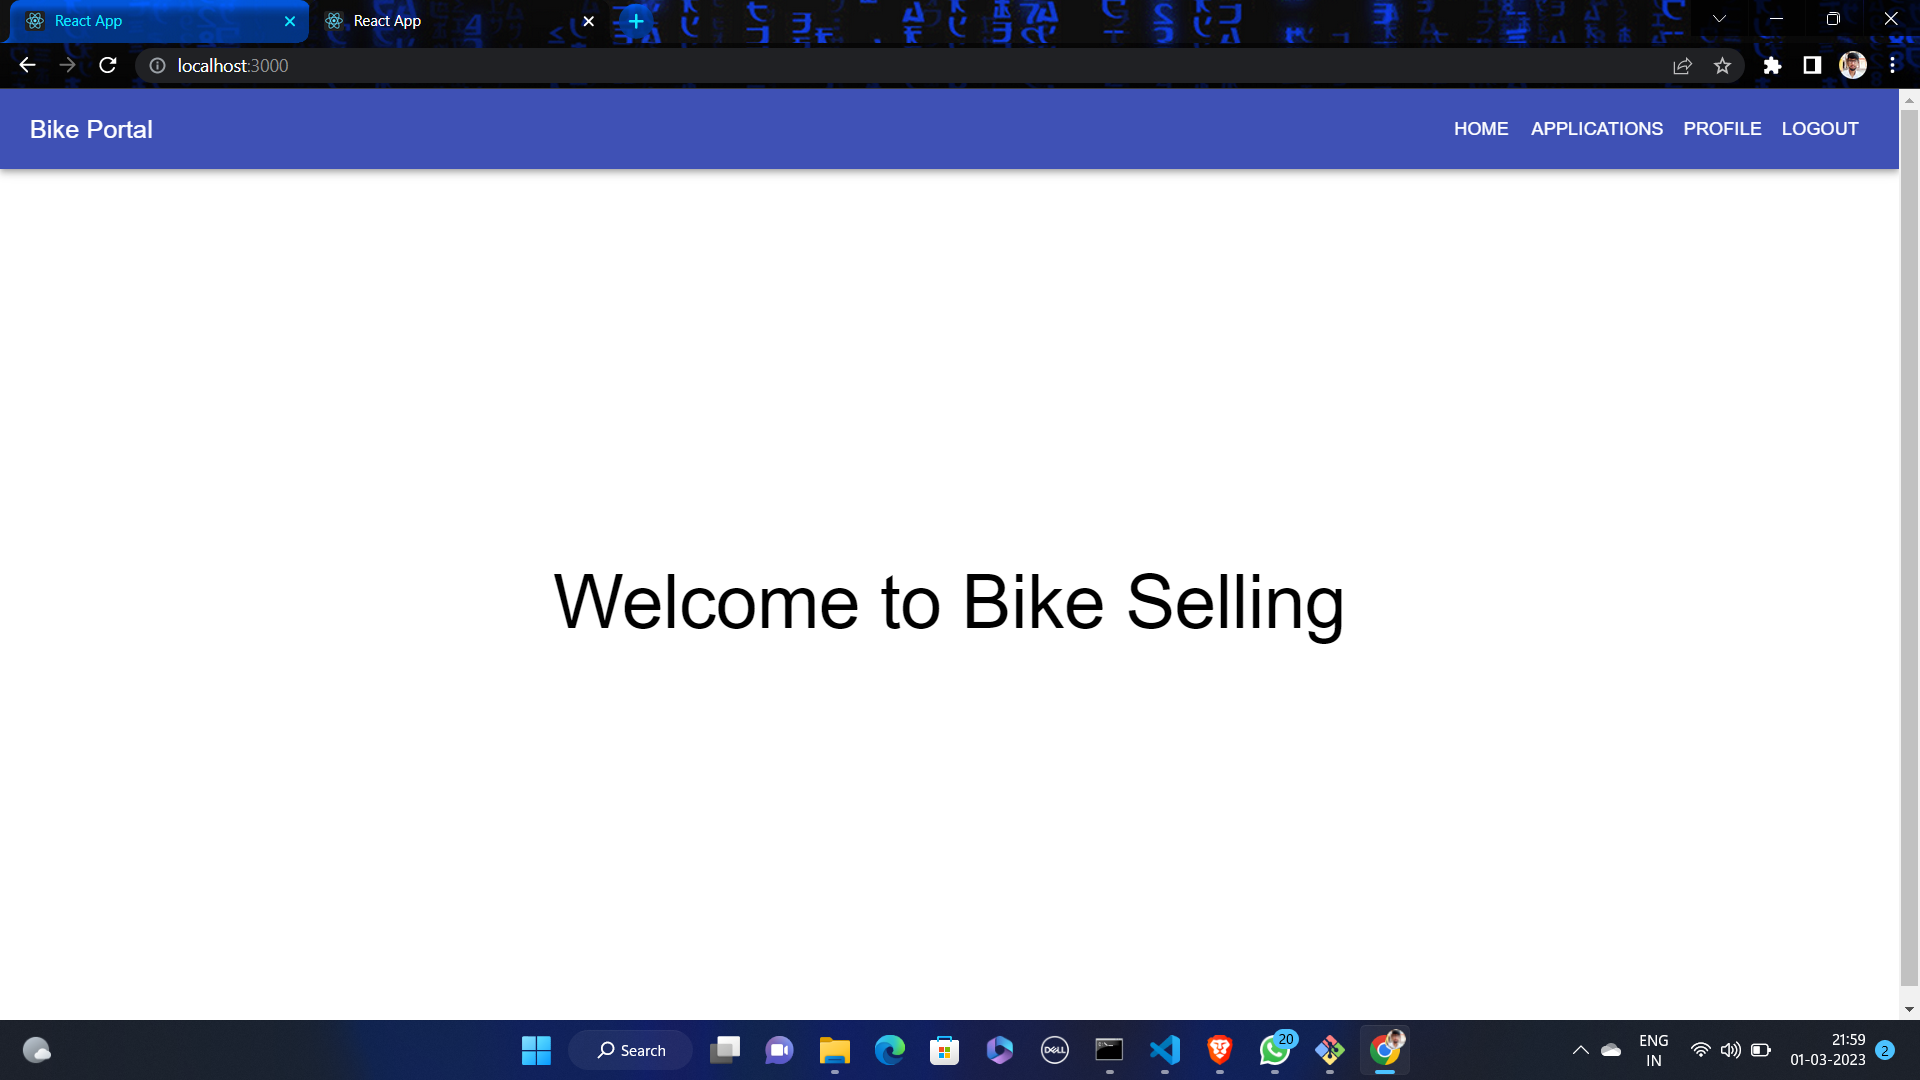 React App
React App
localhost:3000
Bike Portal
HOME APPLICATIONS PROFILE LOGOUT
Welcome to Bike Selling
Search
DELL
20
ENG
IN
21:59
01-03-2023
2